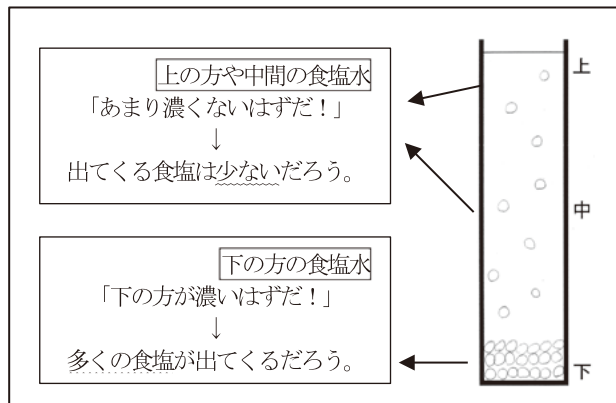 上の方や中間の食塩水
「あまり濃くないはずだ！」
↓
出てくる食塩は少ないだろう。
下の方の食塩水
「下の方が濃いはずだ！」
↓
多くの食塩が出てくるだろう。
上
中
下